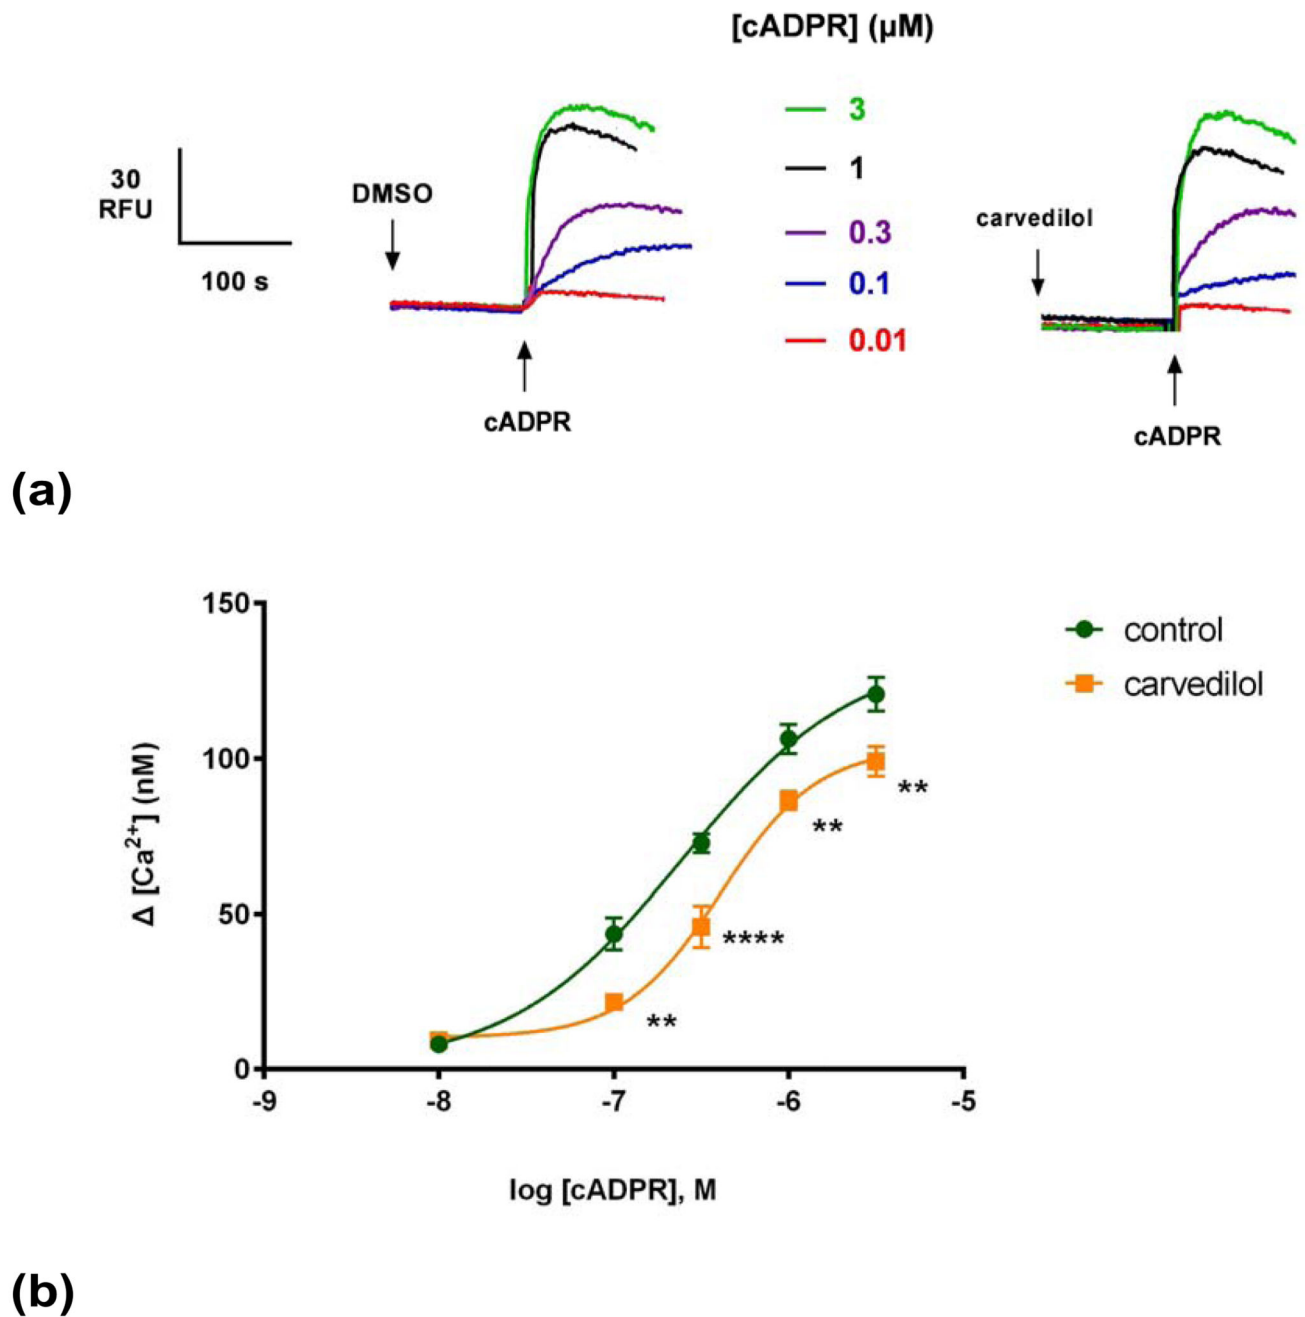 [cADPR] (µM)
30
RFU
100 s
DMSO
cADPR
3
1
0.3
0.1
0.01
carvedilol
cADPR
(a)
150
100
50
0
-9
-8
-7
-6
-5
Δ [Ca²⁺] (nM)
log [cADPR], M
**
****
**
**
control
carvedilol
(b)